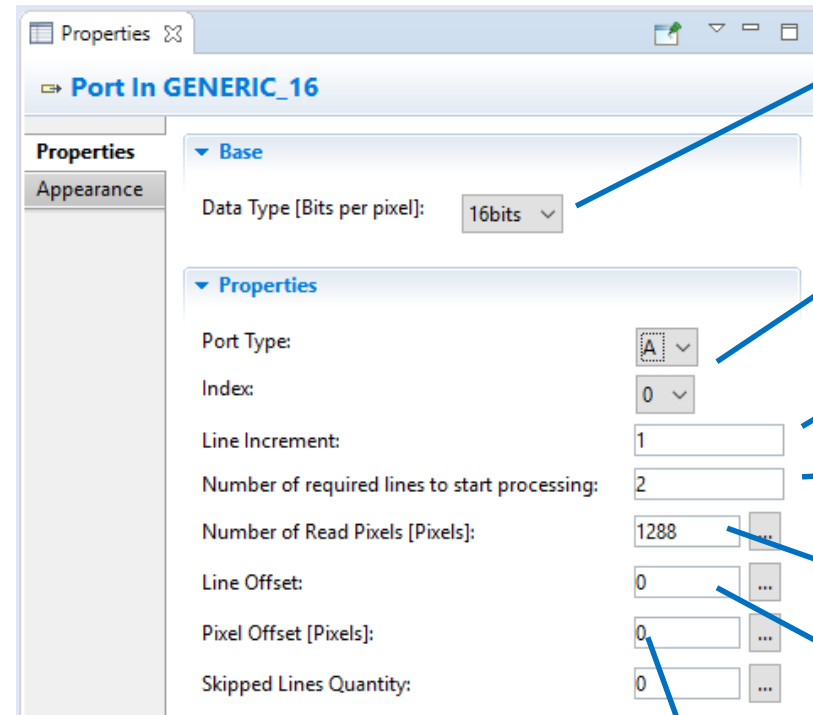 Properties
Port In GENERIC_16
Properties
Appearance
Base
Data Type [Bits per pixel]: 16bits
Properties
Port Type: A
Index: 0
Line Increment: 1
Number of required lines to start processing: 2
Number of Read Pixels [Pixels]: 1288 ...
Line Offset: 0 ...
Pixel Offset [Pixels]: 0 ...
Skipped Lines Quantity: 0 ...